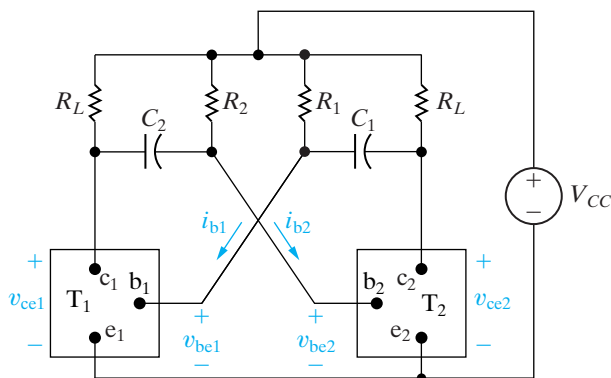 R_L C_2 R_2 R_1 C_1 R_L
+
−
V_CC
i_b1 i_b2
+ c_1 b_1 b_2 c_2 +
v_ce1 T_1 T_2 v_ce2
− e_1 + + e_2 −
v_be1 v_be2
− −